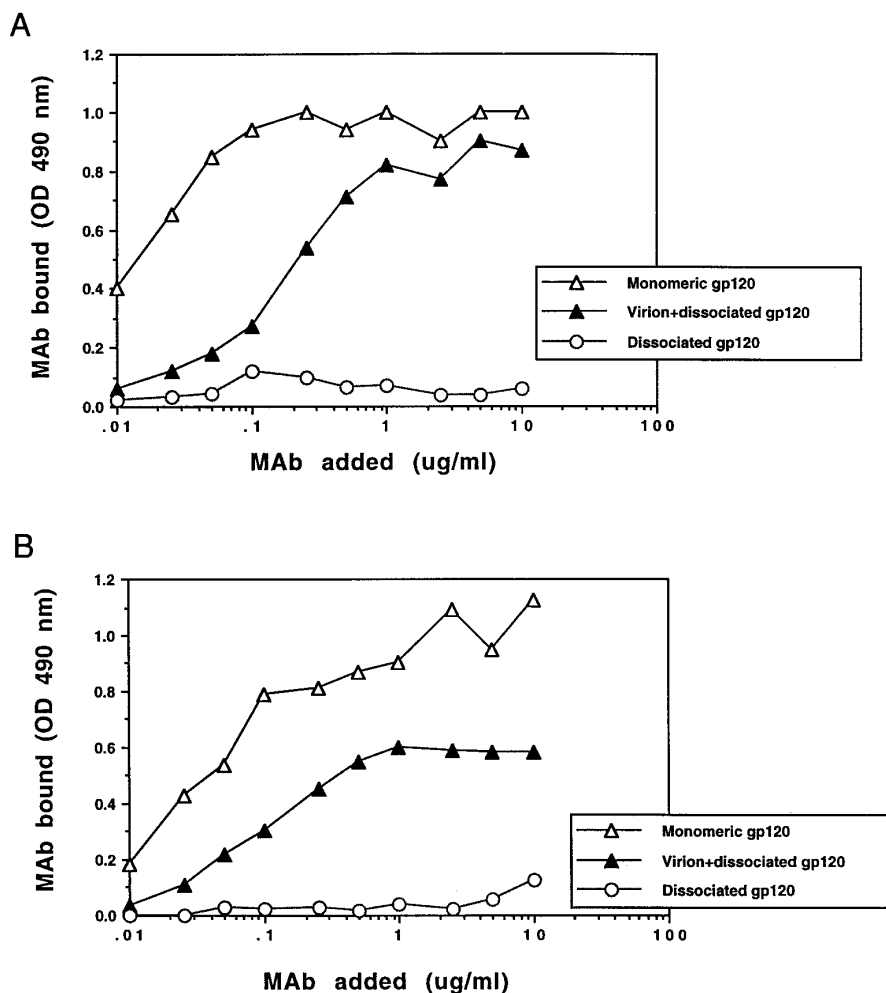 A
MAb bound (OD 490 nm)
1.2
1.0
0.8
0.6
0.4
0.2
0.0
.01
.1
1
10
100
MAb added (ug/ml)
Monomeric gp120
Virion+dissociated gp120
Dissociated gp120
B
MAb bound (OD 490 nm)
1.2
1.0
0.8
0.6
0.4
0.2
0.0
.01
.1
1
10
100
MAb added (ug/ml)
Monomeric gp120
Virion+dissociated gp120
Dissociated gp120